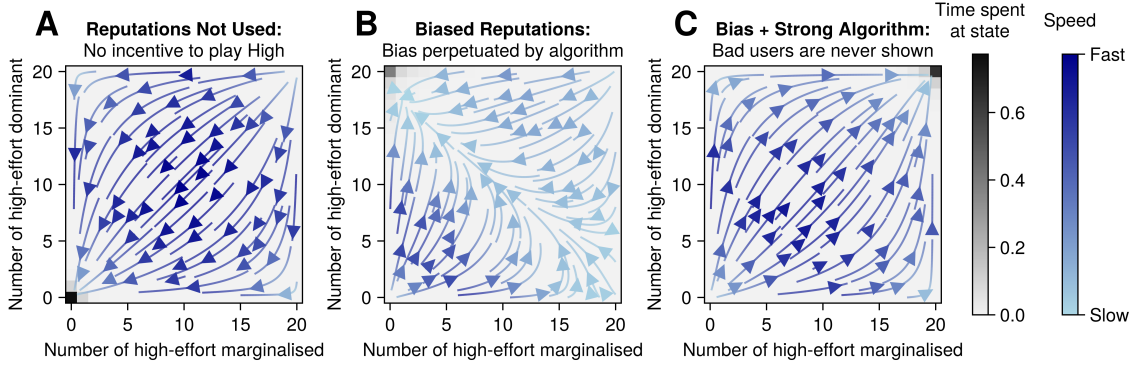 A
Reputations Not Used:
No incentive to play High
Number of high-effort dominant
20
15
10
5
0
0 5 10 15 20
Number of high-effort marginalised
B
Biased Reputations:
Bias perpetuated by algorithm
Number of high-effort dominant
20
15
10
5
0
0 5 10 15 20
Number of high-effort marginalised
C
Bias + Strong Algorithm:
Bad users are never shown
Number of high-effort dominant
20
15
10
5
0
0 5 10 15 20
Number of high-effort marginalised
Time spent
at state
0.6
0.4
0.2
0.0
Speed
Fast
Slow